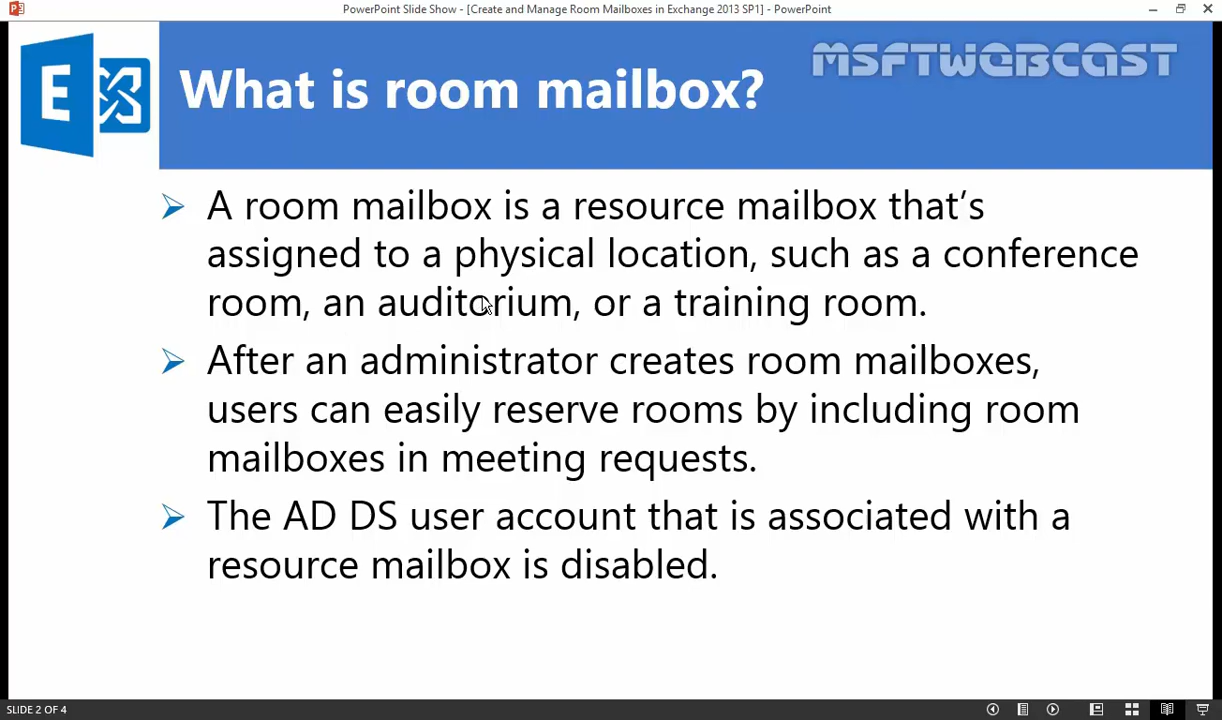 PowerPoint Slide Show - [Create and Manage Room Mailboxes in Exchange 2013 SP1] - PowerPoint
MSFTWEBCAST
What is room mailbox?
A room mailbox is a resource mailbox that's
assigned to a physical location, such as a conference
room, an auditorium, or a training room.
After an administrator creates room mailboxes,
users can easily reserve rooms by including room
mailboxes in meeting requests.
The AD DS user account that is associated with a
resource mailbox is disabled.
SLIDE 2 OF 4